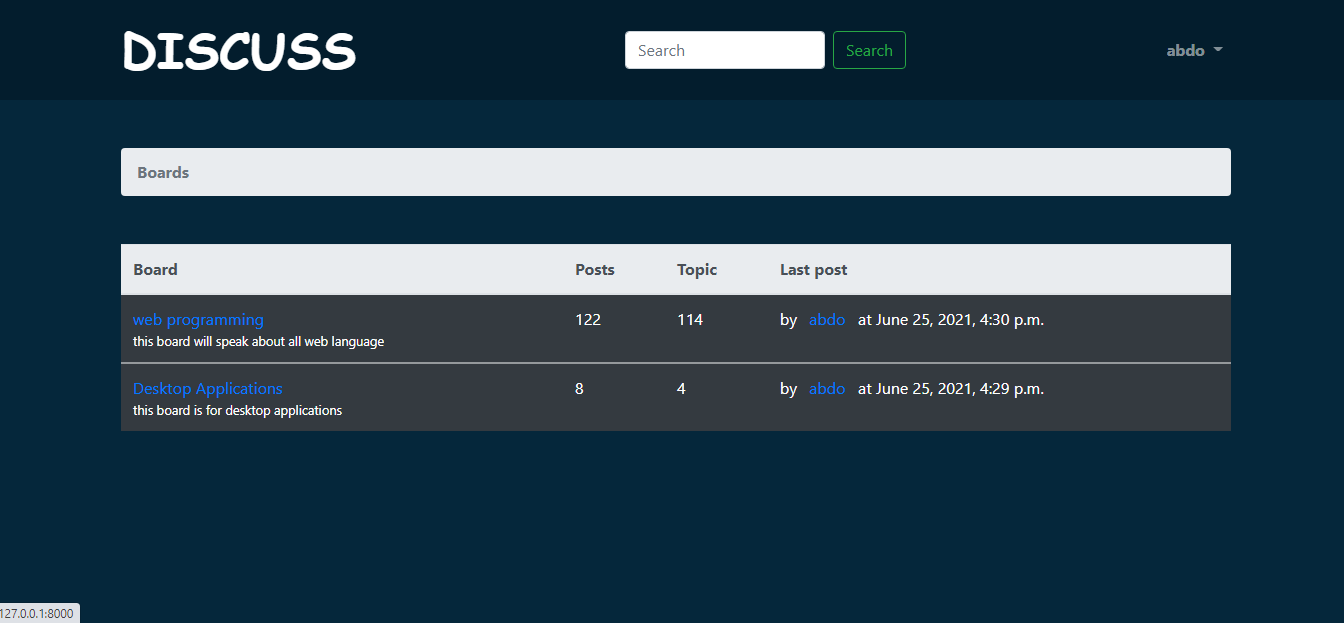 DISCUSS Search Search abdo
Boards
Board Posts Topic Last post
web programming 122 114 by abdo at June 25, 2021, 4:30 p.m.
this board will speak about all web language
Desktop Applications 8 4 by abdo at June 25, 2021, 4:29 p.m.
this board is for desktop applications
127.0.0.1:8000